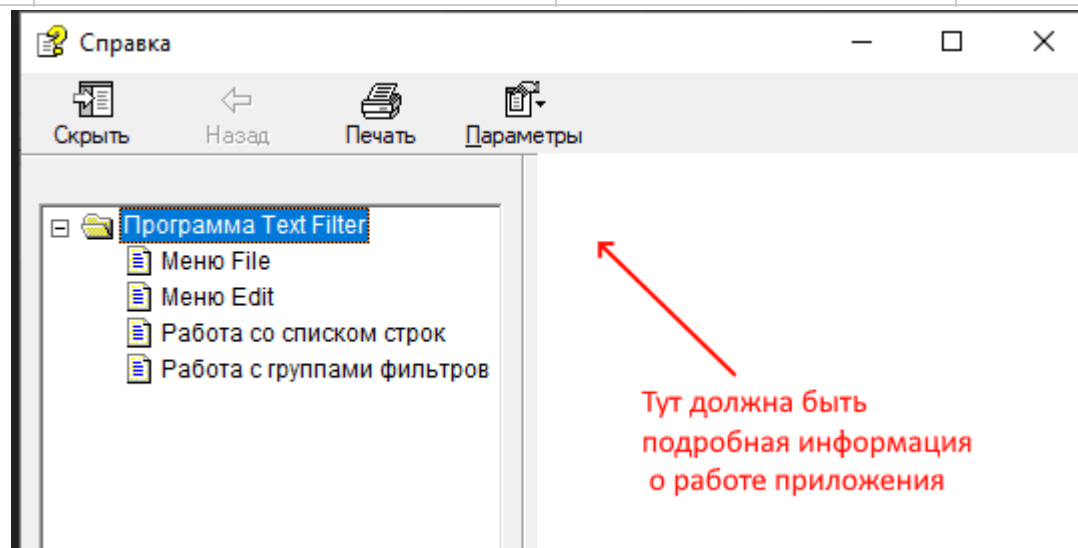 Справка
Скрыть Назад Печать Параметры
Программа Text Filter
Меню File
Меню Edit
Работа со списком строк
Работа с группами фильтров
Тут должна быть
подробная информация
о работе приложения